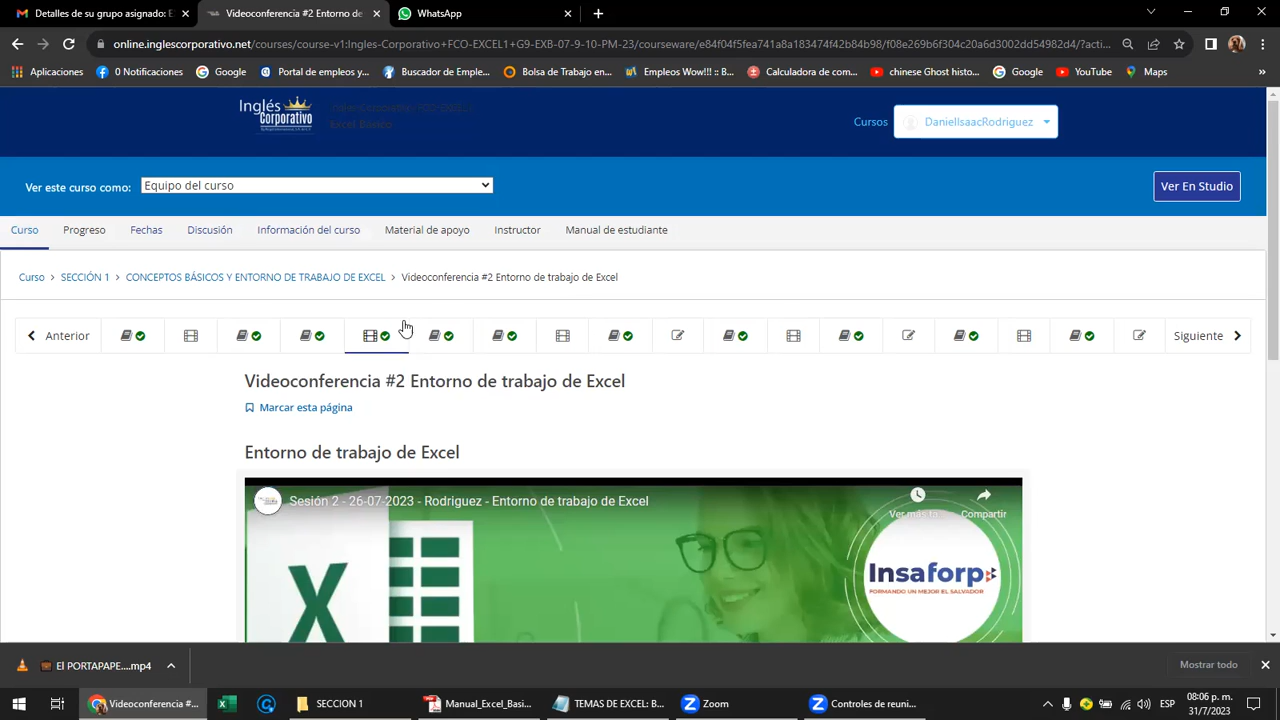 Detalles de su grupo asignado: E
Videoconferencia #2 Entorno de
WhatsApp
online.inglescorporativo.net/courses/course-v1:Ingles-Corporativo+FCO-EXCEL1+G9-EXB-07-9-10-PM-23/courseware/e84f04f5fea741a8a183474f42b84b98/f08e269b6f304c20a6d3024edd54982d4/?acti...
Aplicaciones
0 Notificaciones
Google
Portal de empleos y...
Buscador de Emple...
Bolsa de Trabajo en...
Empleos Wow!!! :: B...
Calculadora de com...
chinese Ghost histo...
Google
YouTube
Maps
»
Inglés Corporativo
Excel Básico
Cursos
DanielIsaacRodriguez
Ver este curso como:
Equipo del curso
Ver En Studio
Curso
Progreso
Fechas
Discusión
Información del curso
Material de apoyo
Instructor
Manual de estudiante
Curso > SECCIÓN 1 > CONCEPTOS BÁSICOS Y ENTORNO DE TRABAJO DE EXCEL > Videoconferencia #2 Entorno de trabajo de Excel
Anterior
Siguiente
Videoconferencia #2 Entorno de trabajo de Excel
Marcar esta página
Entorno de trabajo de Excel
Sesión 2 - 26-07-2023 - Rodriguez - Entorno de trabajo de Excel
Ver más ta...
Compartir
X
Insaforp
FORMANDO UN MEJOR EL SALVADOR
El PORTAPAPE....mp4
Mostrar todo
Videoconferencia #...
SECCION 1
Manual_Excel_Basi...
TEMAS DE EXCEL: B...
Zoom
Controles de reuni...
ESP
08:06 p. m.
31/7/2023